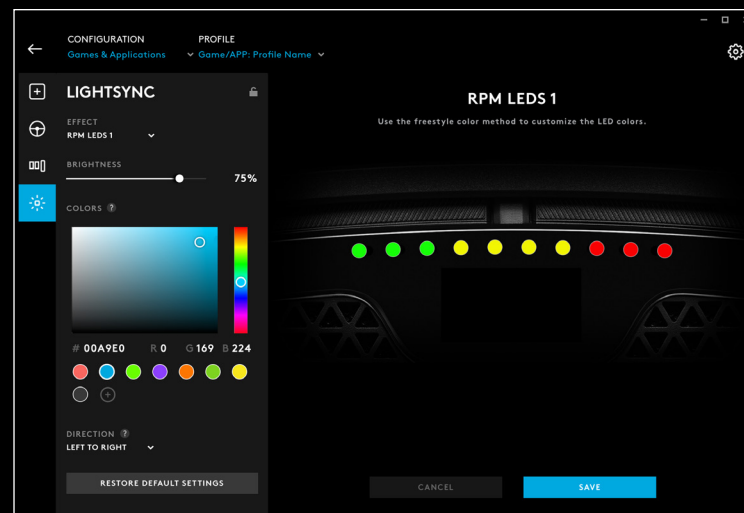 CONFIGURATION
PROFILE
Games & Applications
Game/APP: Profile Name
LIGHTSYNC
EFFECT
RPM LEDS 1
BRIGHTNESS
75%
COLORS ?
# 00A9E0 R 0 G 169 B 224
DIRECTION ?
LEFT TO RIGHT
RESTORE DEFAULT SETTINGS
RPM LEDS 1
Use the freestyle color method to customize the LED colors.
CANCEL
SAVE